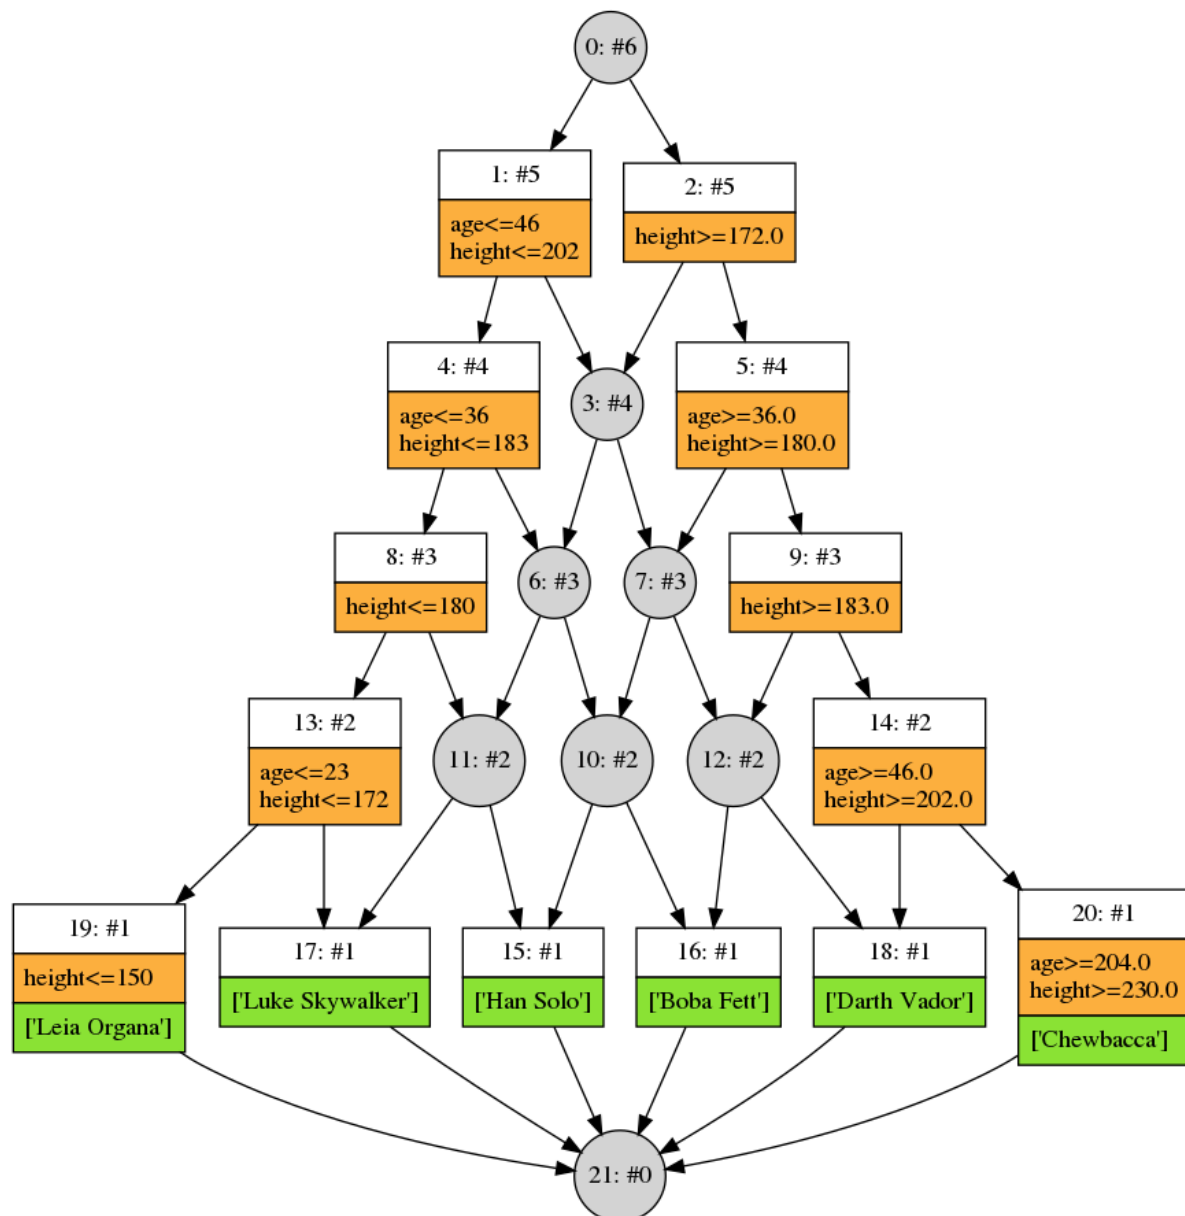 0: #6
1: #5
age<=46
height<=202
2: #5
height>=172.0
4: #4
age<=36
height<=183
3: #4
5: #4
age>=36.0
height>=180.0
8: #3
height<=180
6: #3
7: #3
9: #3
height>=183.0
13: #2
age<=23
height<=172
11: #2
10: #2
12: #2
14: #2
age>=46.0
height>=202.0
19: #1
height<=150
['Leia Organa']
17: #1
['Luke Skywalker']
15: #1
['Han Solo']
16: #1
['Boba Fett']
18: #1
['Darth Vador']
20: #1
age>=204.0
height>=230.0
['Chewbacca']
21: #0